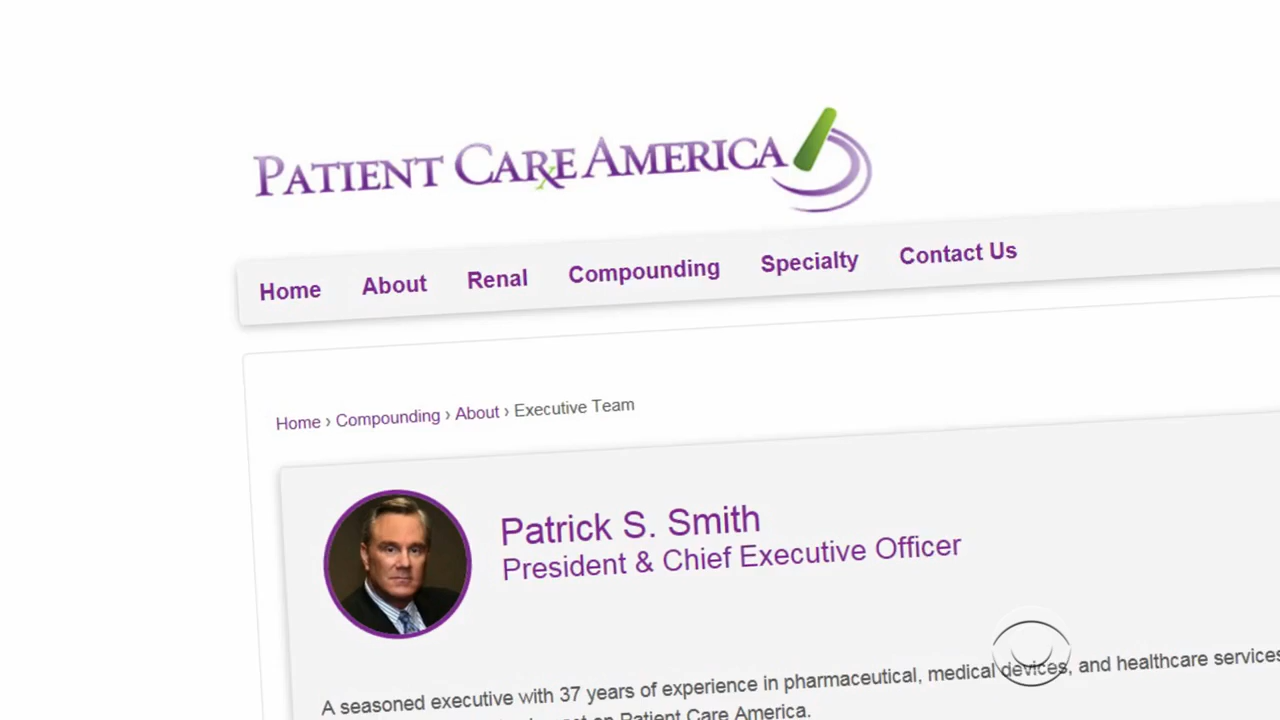 PATIENT CARE AMERICA
Home About Renal Compounding Specialty Contact Us
Home › Compounding › About › Executive Team
Patrick S. Smith
President & Chief Executive Officer
A seasoned executive with 37 years of experience in pharmaceutical, medical devices, and healthcare services
on Patient Care America.